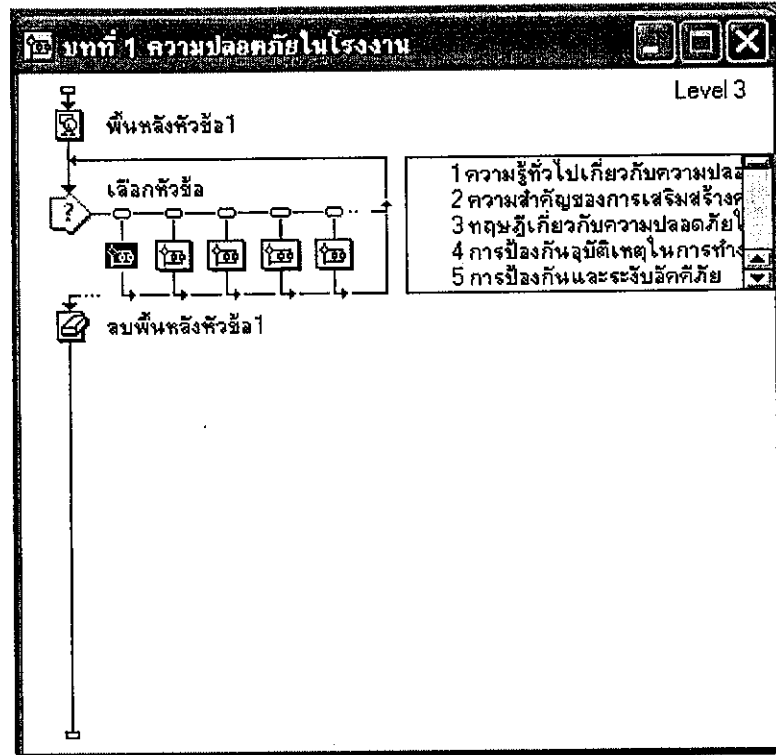 บทที่ 1 ความปลอดภัยในโรงงาน
Level 3
พื้นหลังหัวข้อ1
เลือกหัวข้อ
1 ความรู้ทั่วไปเกี่ยวกับความปลอ
2 ความสำคัญของการเสริมสร้างค
3 ทฤษฎีเกี่ยวกับความปลอดภัยใ
4 การป้องกันอุบัติเหตุในการทำง
5 การป้องกันและระงับอัคคีภัย
ลบพื้นหลังหัวข้อ1